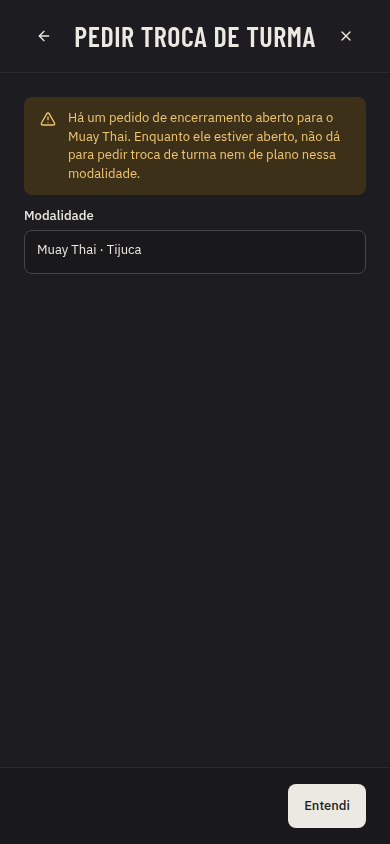 PEDIR TROCA DE TURMA
Há um pedido de encerramento aberto para o
Muay Thai. Enquanto ele estiver aberto, não dá
para pedir troca de turma nem de plano nessa
modalidade.
Modalidade
Muay Thai · Tijuca
Entendi